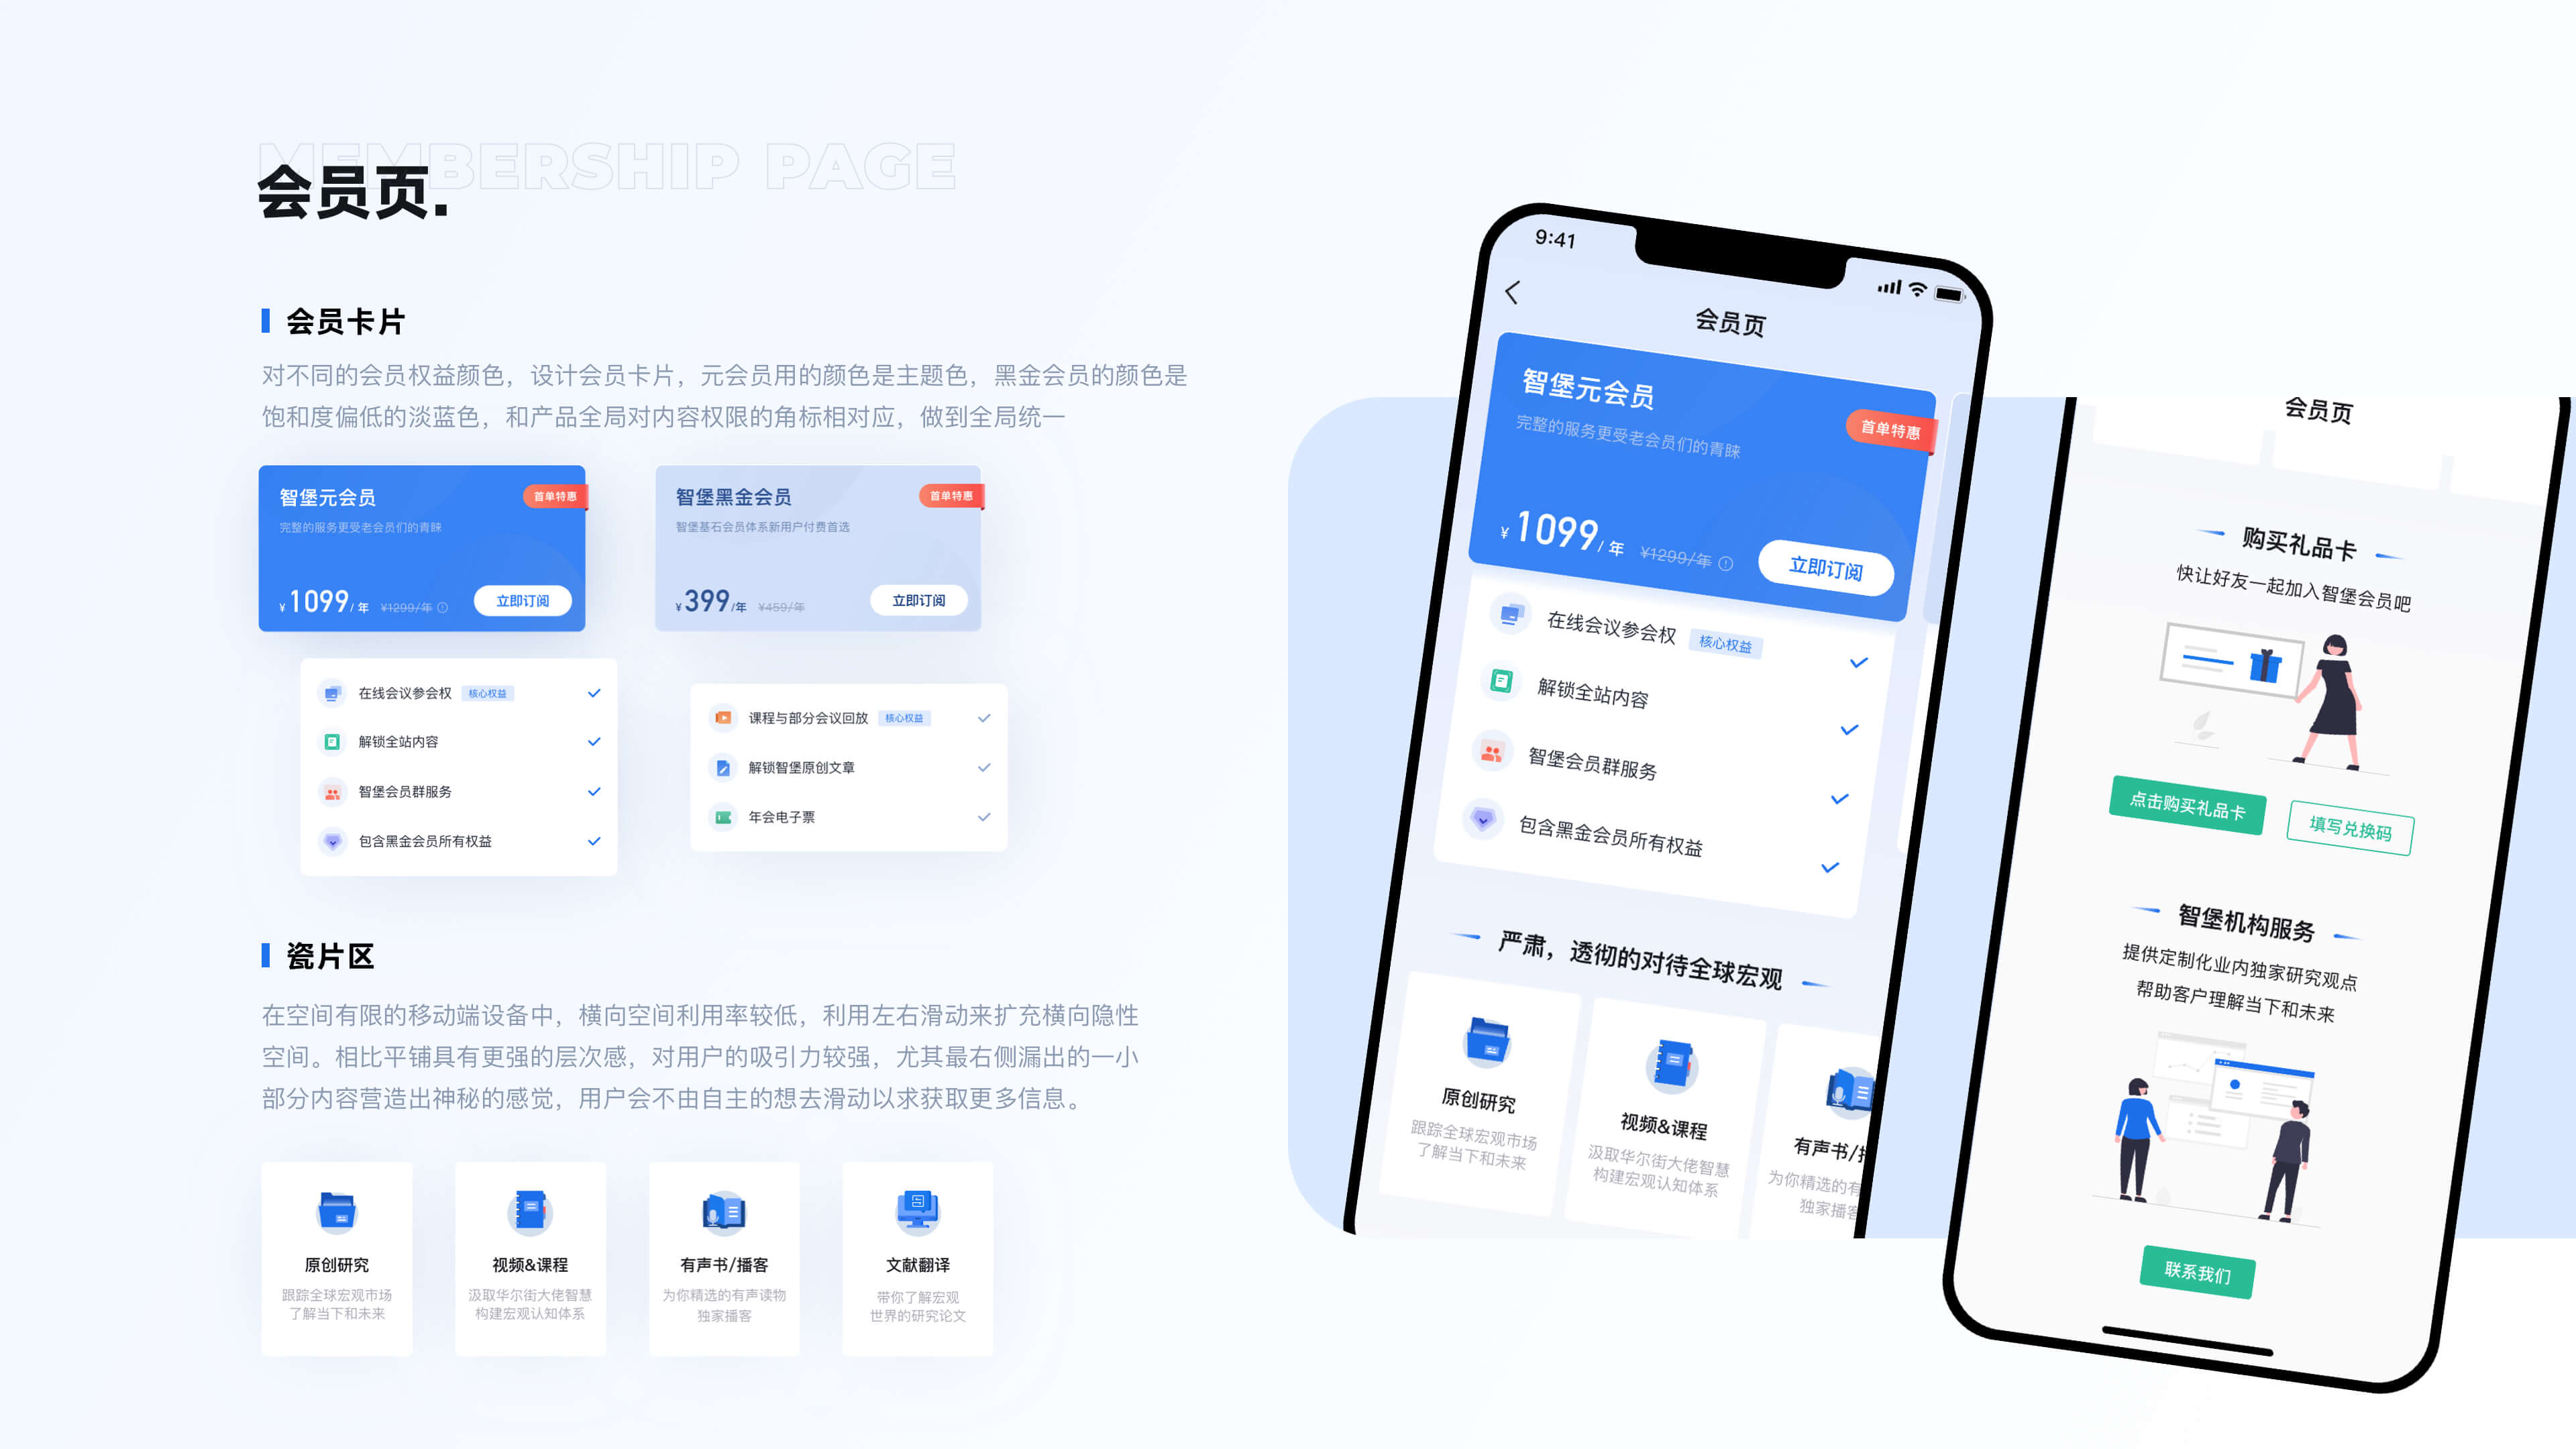 MEMBERSHIP PAGE
会员页.
会员卡片
对不同的会员权益颜色，设计会员卡片，元会员用的颜色是主题色，黑金会员的颜色是
饱和度偏低的淡蓝色，和产品全局对内容权限的角标相对应，做到全局统一
智堡元会员
首单特惠
完整的服务更受老会员们的青睐
¥1099/年 ¥1299/年
立即订阅
在线会议参会权 核心权益
解锁全站内容
智堡会员群服务
包含黑金会员所有权益
智堡黑金会员
首单特惠
智堡基石会员体系新用户付费首选
¥399/年 ¥459/年
立即订阅
课程与部分会议回放 核心权益
解锁智堡原创文章
年会电子票
瓷片区
在空间有限的移动端设备中，横向空间利用率较低，利用左右滑动来扩充横向隐性
空间。相比平铺具有更强的层次感，对用户的吸引力较强，尤其最右侧漏出的一小
部分内容营造出神秘的感觉，用户会不由自主的想去滑动以求获取更多信息。
原创研究
跟踪全球宏观市场
了解当下和未来
视频&课程
汲取华尔街大佬智慧
构建宏观认知体系
有声书/播客
为你精选的有声读物
独家播客
文献翻译
带你了解宏观
世界的研究论文
9:41
会员页
智堡元会员
首单特惠
完整的服务更受老会员们的青睐
¥1099/年 ¥1299/年
立即订阅
在线会议参会权 核心权益
解锁全站内容
智堡会员群服务
包含黑金会员所有权益
严肃，透彻的对待全球宏观
原创研究
跟踪全球宏观市场
了解当下和未来
视频&课程
汲取华尔街大佬智慧
构建宏观认知体系
有声书/
为你精选的有
独家播
会员页
购买礼品卡
快让好友一起加入智堡会员吧
点击购买礼品卡
填写兑换码
智堡机构服务
提供定制化业内独家研究观点
帮助客户理解当下和未来
联系我们